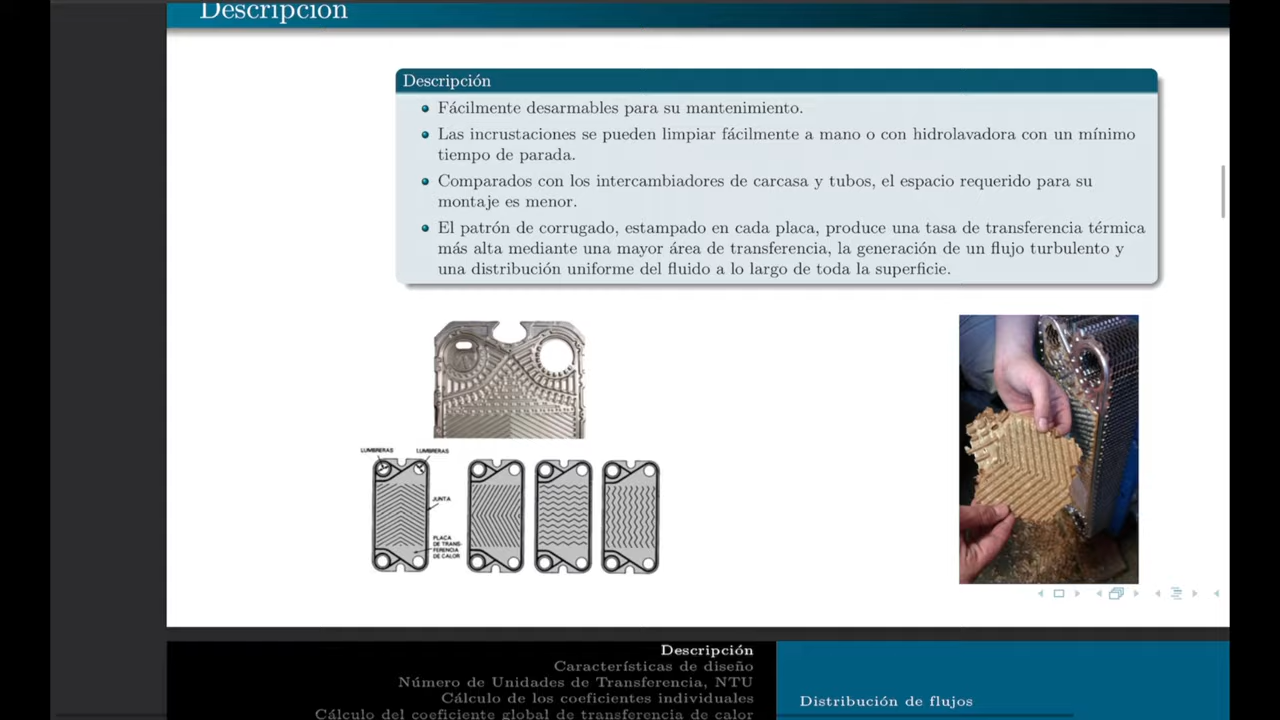 Descripción
Descripción
Fácilmente desarmables para su mantenimiento.
Las incrustaciones se pueden limpiar fácilmente a mano o con hidrolavadora con un mínimo
tiempo de parada.
Comparados con los intercambiadores de carcasa y tubos, el espacio requerido para su
montaje es menor.
El patrón de corrugado, estampado en cada placa, produce una tasa de transferencia térmica
más alta mediante una mayor área de transferencia, la generación de un flujo turbulento y
una distribución uniforme del fluido a lo largo de toda la superficie.
LUMBRERAS LUMBRERAS
JUNTA
PLACA
DE TRANS-
FERENCIA
DE CALOR
Descripción
Características de diseño
Número de Unidades de Transferencia, NTU
Cálculo de los coeficientes individuales
Cálculo del coeficiente global de transferencia de calor
Distribución de flujos